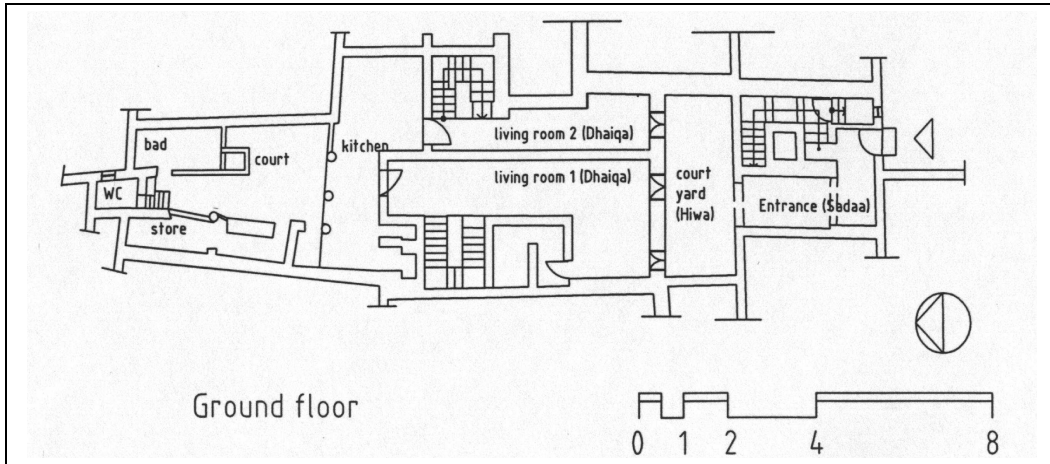 living room 2 (Dhaiqa)
kitchen
bad
court
living room 1 (Dhaiqa)
court
yard
(Hiwa)
WC
Entrance (Sbdaa)
store
Ground floor
0 1 2 4 8